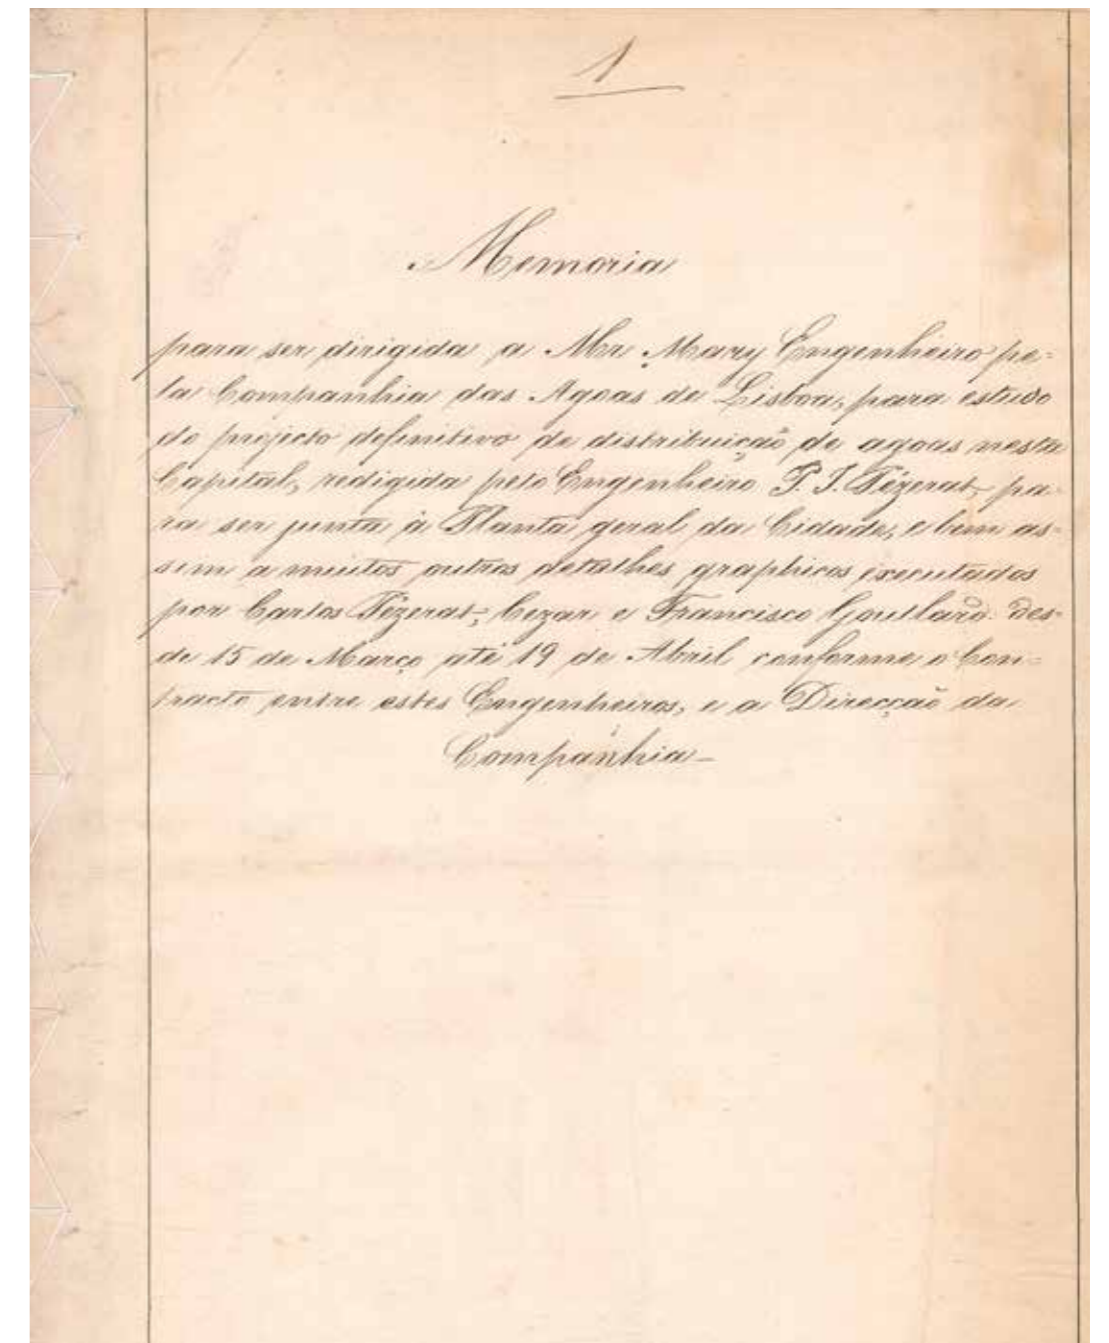 1
Memoria
para ser dirigida a Mr. Mary Engenheiro pe-
la Companhia das Agoas de Lisboa, para estudo
do projecto definitivo de distribuição de agoas nesta
Capital, redigida pelo Engenheiro P. J. Pézerat, pa-
ra ser junta à Planta geral da Cidade, e bem as-
sim a muitos outros detalhes graphicos executados
por Carlos Pézerat, Cezar e Francisco Goullard des-
de 15 de Março até 19 de Abril conforme o Con-
tracto entre estes Engenheiros, e a Direcção da
Companhia-